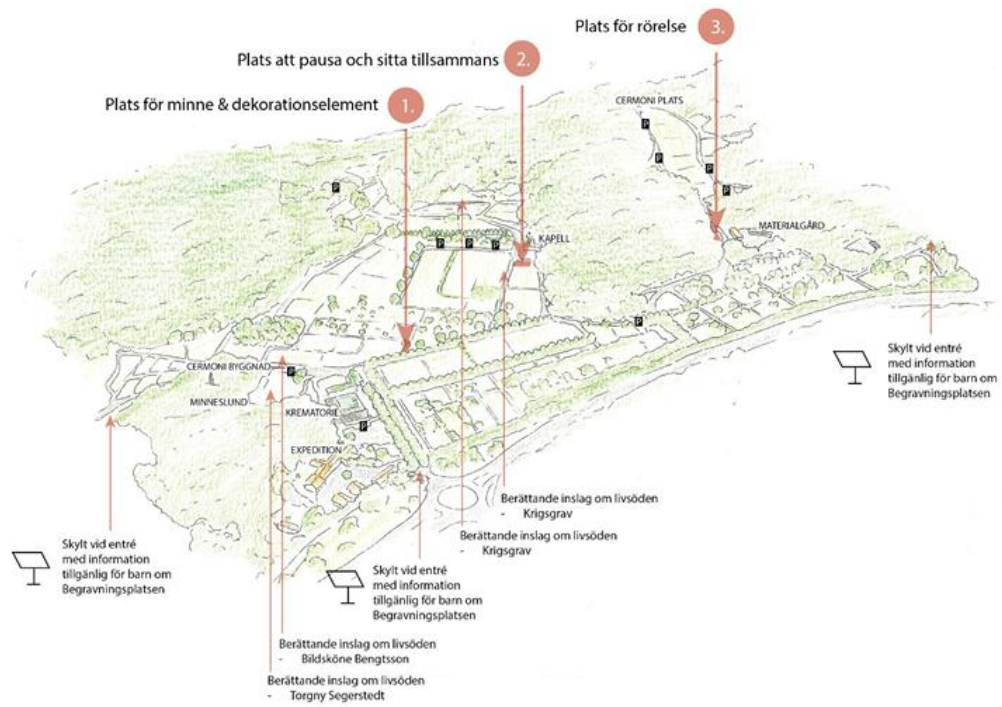 Plats för rörelse
3.
Plats att pausa och sitta tillsammans
2.
Plats för minne & dekorationselement
1.
CERMONI PLATS
P
P
P
P
P
MATERIALGÅRD
KAPELL
P
P
P
P
CERMONI BYGGNAD
P
MINNESLUND
KREMATORIE
P
EXPEDITION
Skylt vid entré
med information
tillgänlig för barn om
Begravningsplatsen
Berättande inslag om livsöden
- Krigsgrav
Berättande inslag om livsöden
- Krigsgrav
Skylt vid entré
med information
tillgänlig för barn om
Begravningsplatsen
Skylt vid entré
med information
tillgänlig för barn om
Begravningsplatsen
Berättande inslag om livsöden
- Bildsköne Bengtsson
Berättande inslag om livsöden
- Torgny Segerstedt